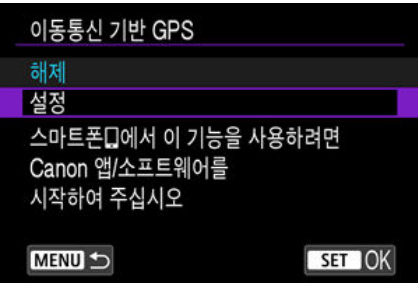 이동통신 기반 GPS
해제
설정
스마트폰에서 이 기능을 사용하려면
Canon 앱/소프트웨어를
시작하여 주십시오
MENU
SET OK